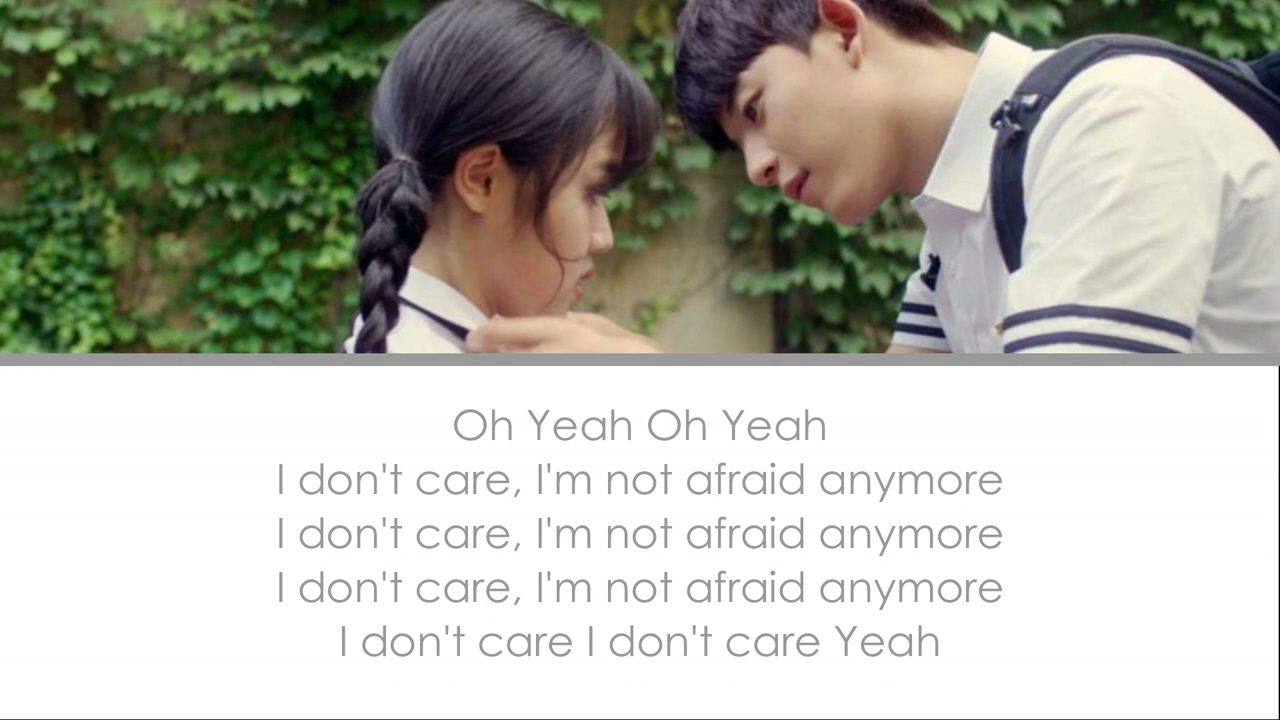 Oh Yeah Oh Yeah
I don't care, I'm not afraid anymore
I don't care, I'm not afraid anymore
I don't care, I'm not afraid anymore
I don't care I don't care Yeah